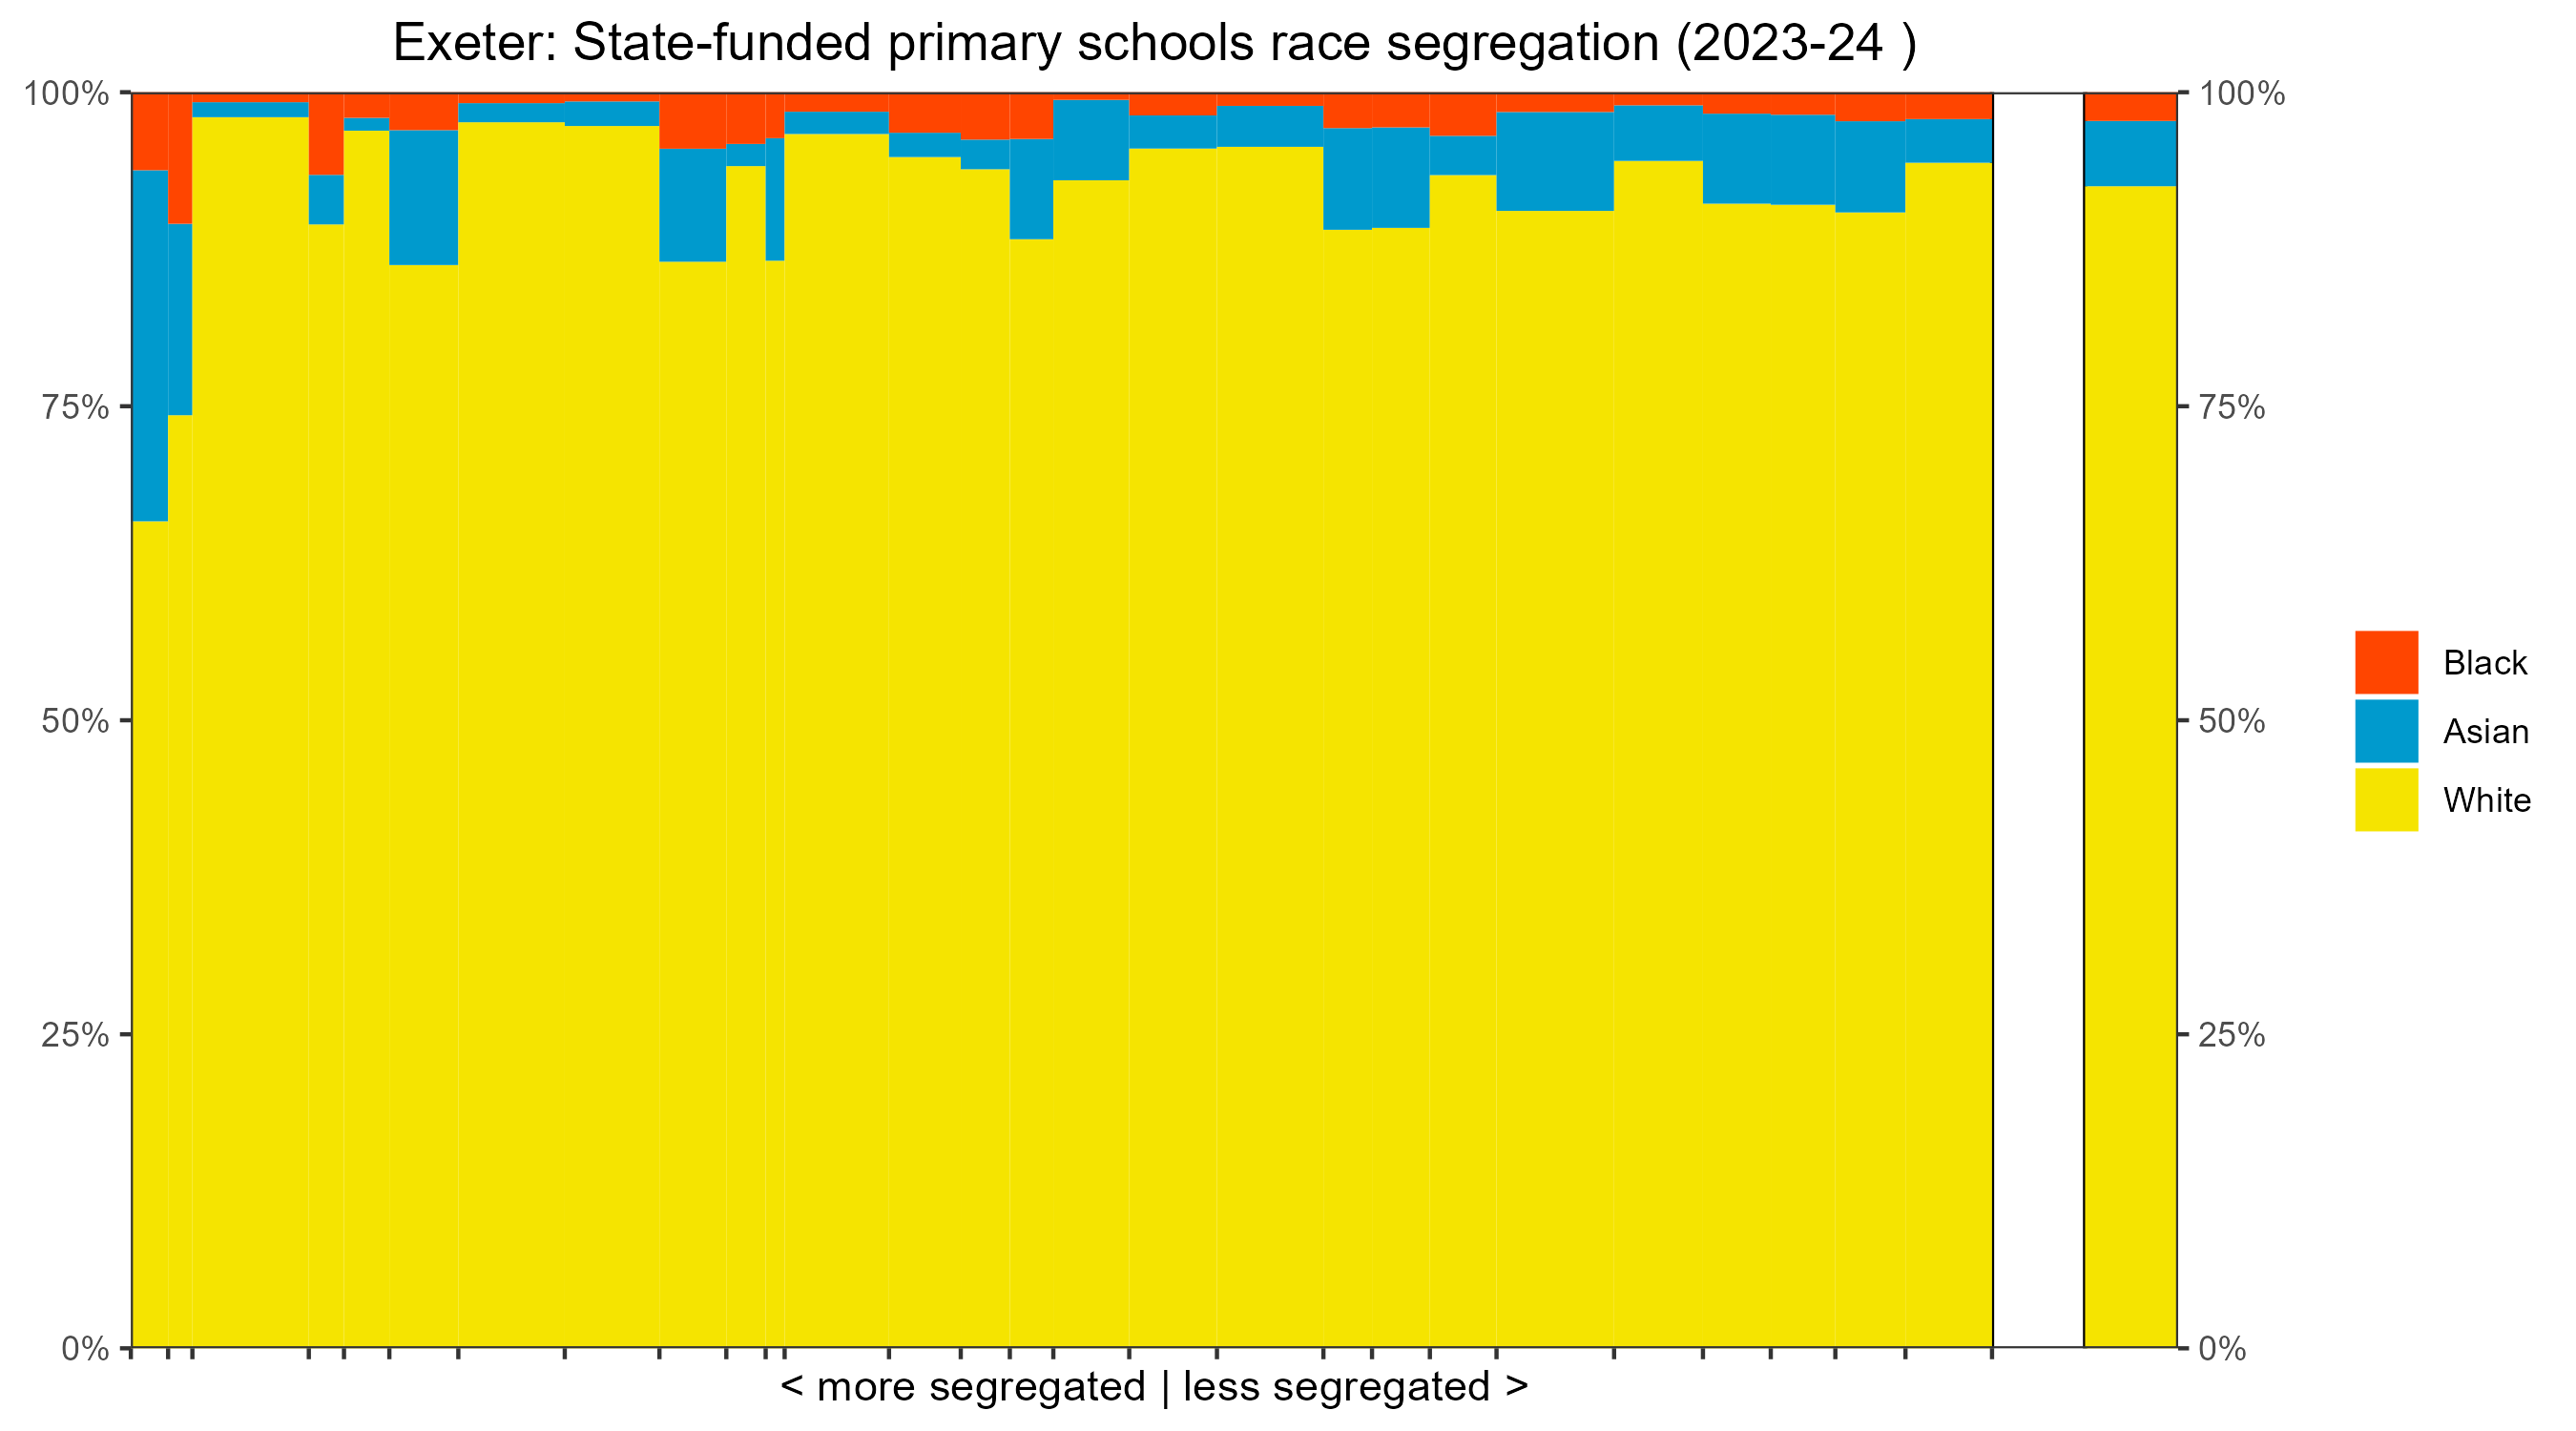 Exeter: State-funded primary schools race segregation (2023-24 )
100%
75%
50%
25%
0%
100%
75%
50%
25%
0%
Black
Asian
White
< more segregated | less segregated >